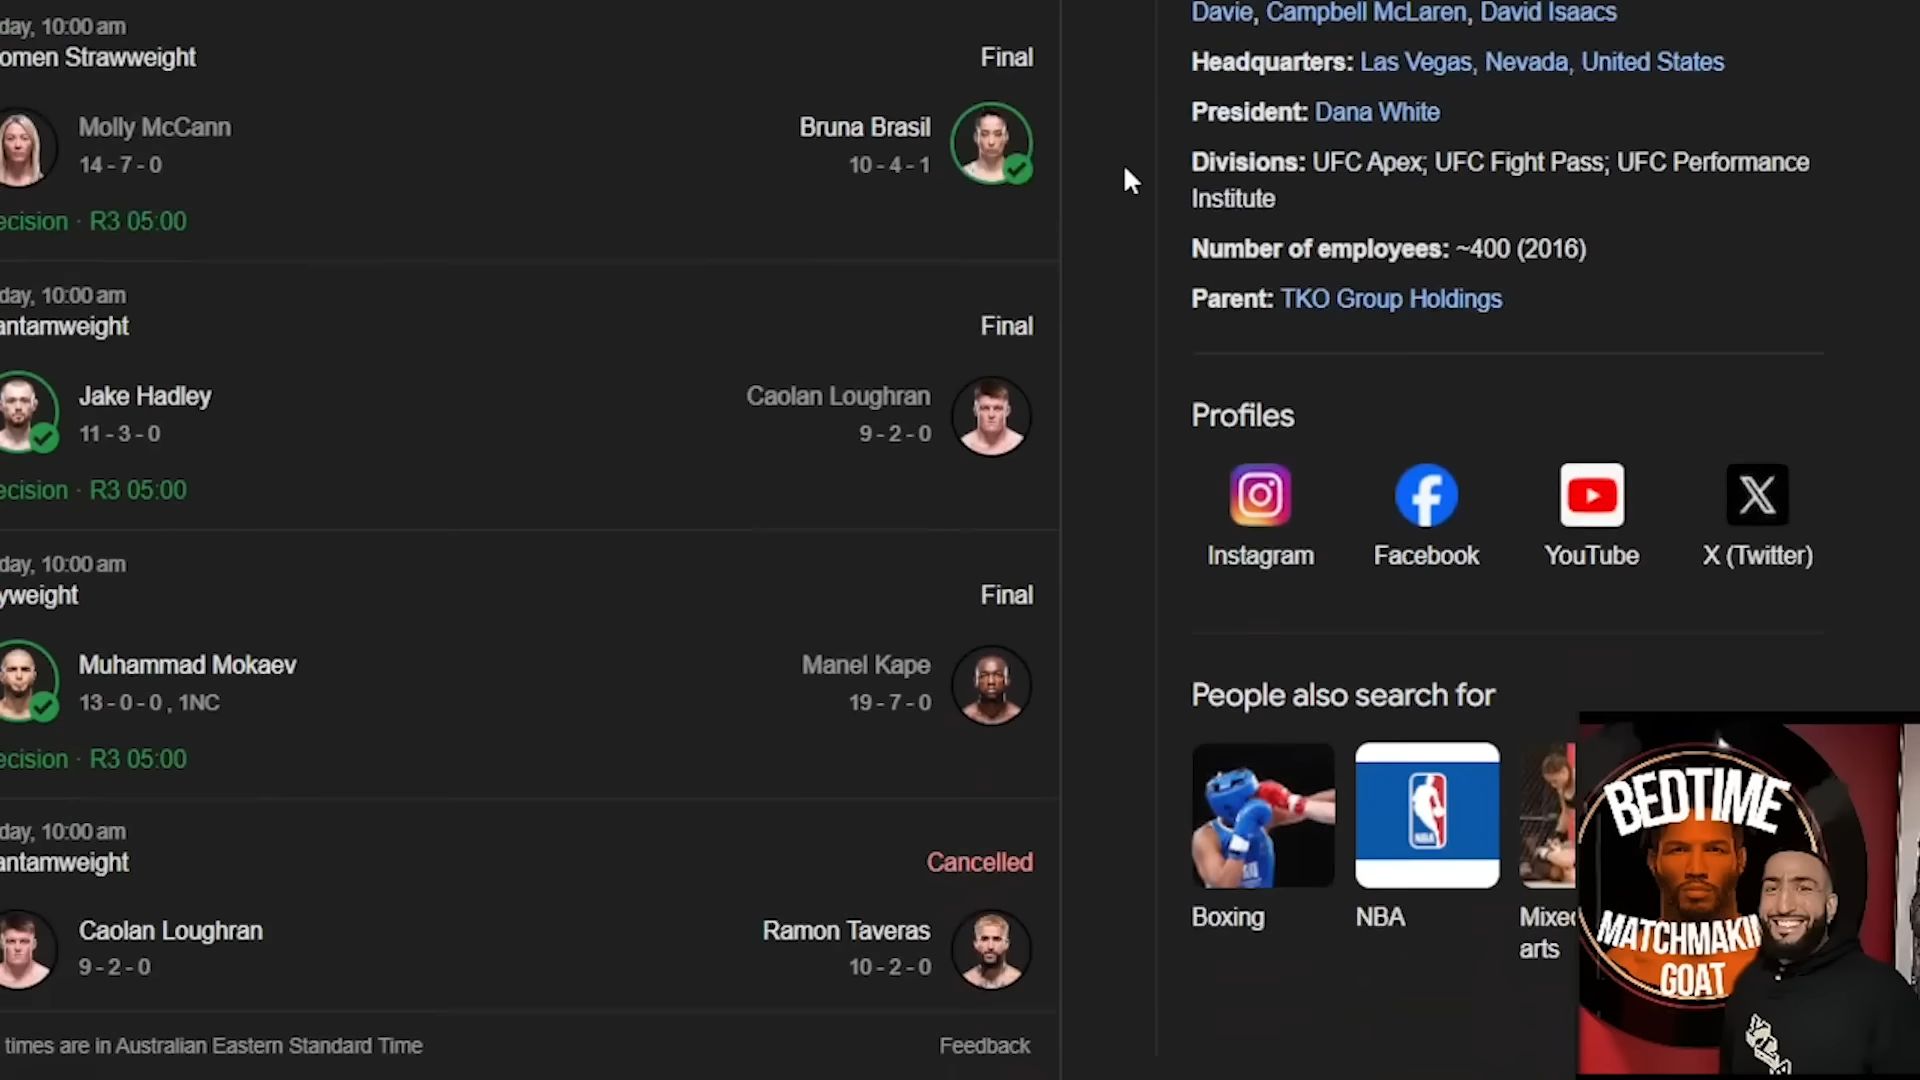 day, 10:00 am
omen Strawweight
Final
Molly McCann
14 - 7 - 0
Bruna Brasil
10 - 4 - 1
ecision · R3 05:00
day, 10:00 am
antamweight
Final
Jake Hadley
11 - 3 - 0
Caolan Loughran
9 - 2 - 0
ecision · R3 05:00
day, 10:00 am
yweight
Final
Muhammad Mokaev
13 - 0 - 0 , 1NC
Manel Kape
19 - 7 - 0
ecision · R3 05:00
day, 10:00 am
antamweight
Cancelled
Caolan Loughran
9 - 2 - 0
Ramon Taveras
10 - 2 - 0
times are in Australian Eastern Standard Time
Feedback
Davie, Campbell McLaren, David Isaacs
Headquarters: Las Vegas, Nevada, United States
President: Dana White
Divisions: UFC Apex; UFC Fight Pass; UFC Performance
Institute
Number of employees: ~400 (2016)
Parent: TKO Group Holdings
Profiles
Instagram
Facebook
YouTube
X (Twitter)
People also search for
Boxing
NBA
Mixed
arts
BEDTIME
MATCHMAKI
GOAT